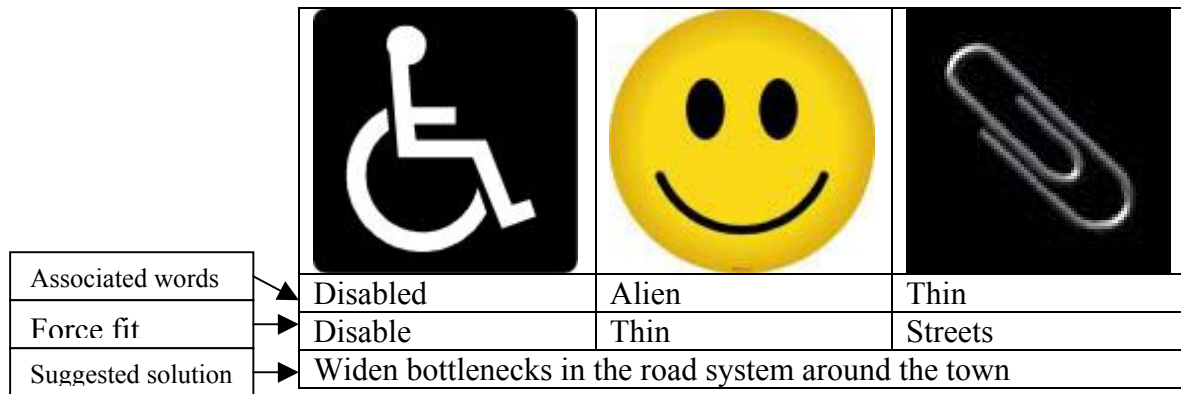 Associated words
Disabled Alien Thin
Force fit
Disable Thin Streets
Suggested solution
Widen bottlenecks in the road system around the town